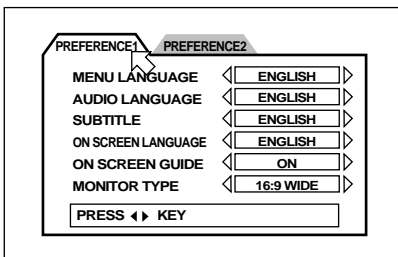 PREFERENCE1 PREFERENCE2
MENU LANGUAGE ENGLISH
AUDIO LANGUAGE ENGLISH
SUBTITLE ENGLISH
ON SCREEN LANGUAGE ENGLISH
ON SCREEN GUIDE ON
MONITOR TYPE 16:9 WIDE
PRESS ◀▶ KEY